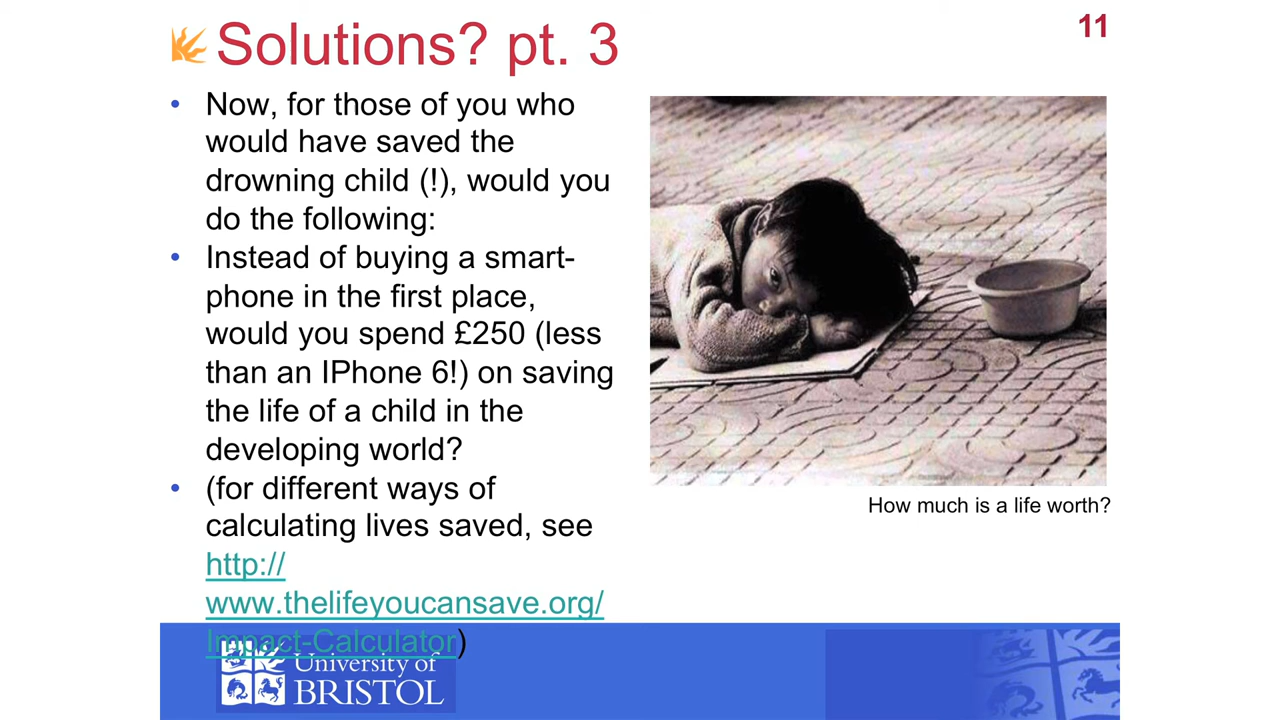 Solutions? pt. 3
11
• Now, for those of you who
would have saved the
drowning child (!), would you
do the following:
• Instead of buying a smart-
phone in the first place,
would you spend £250 (less
than an IPhone 6!) on saving
the life of a child in the
developing world?
• (for different ways of
calculating lives saved, see
http://
www.thelifeyoucansave.org/
Impact-Calculator)
How much is a life worth?
University of
BRISTOL